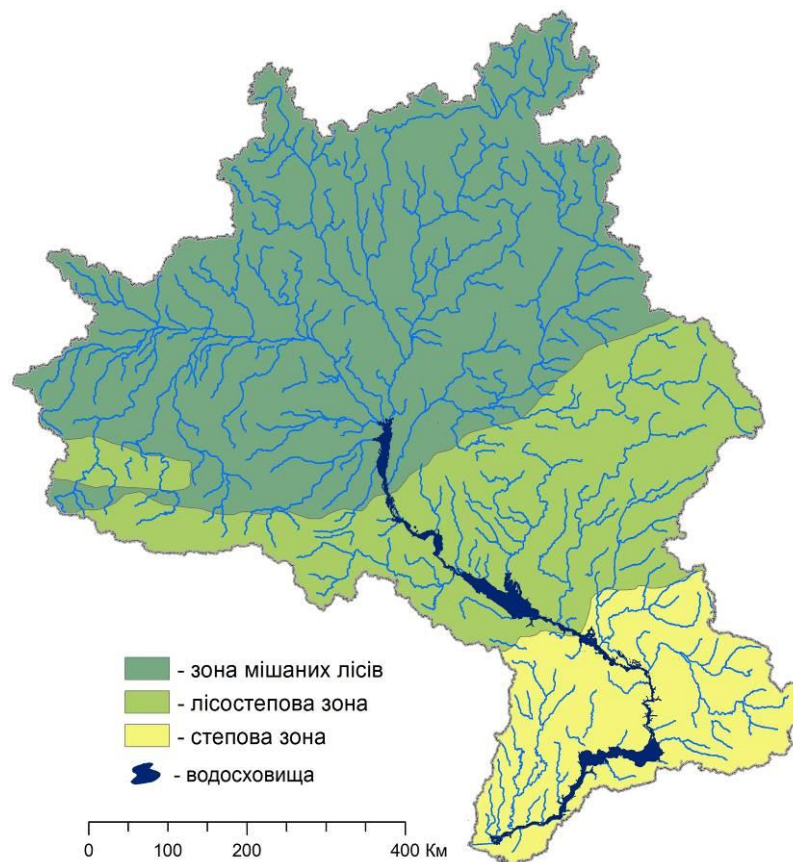 - зона мішаних лісів
- лісостепова зона
- степова зона
- водосховища
0 100 200 400 Км